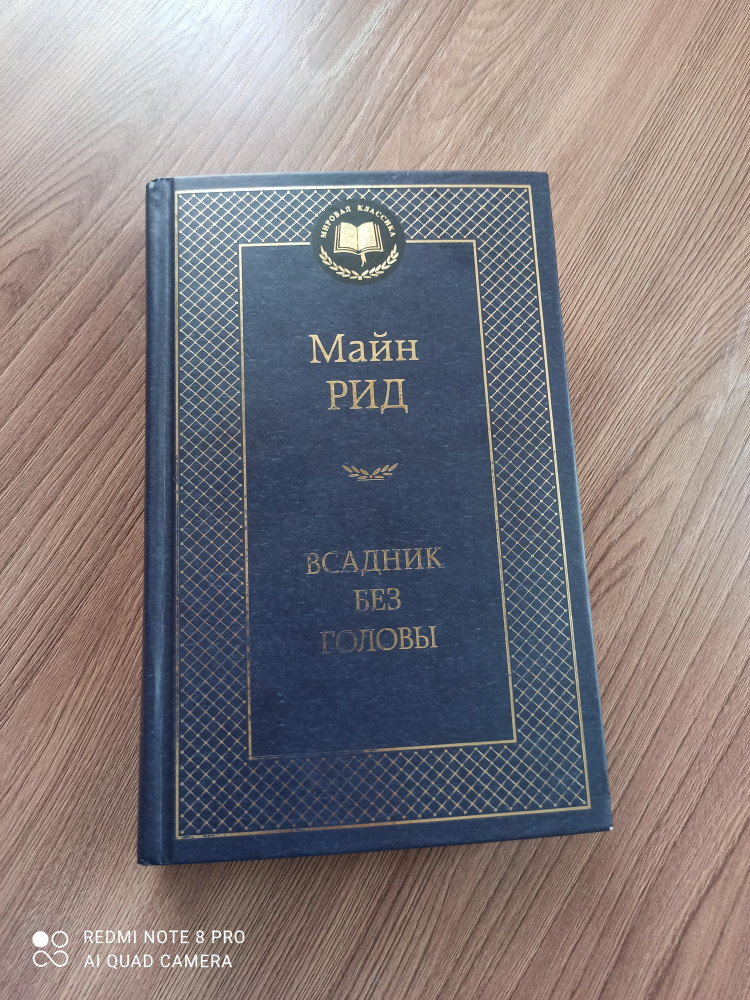 МИРОВАЯ КЛАССИКА
Майн
РИД
ВСАДНИК
БЕЗ
ГОЛОВЫ
REDMI NOTE 8 PRO
AI QUAD CAMERA